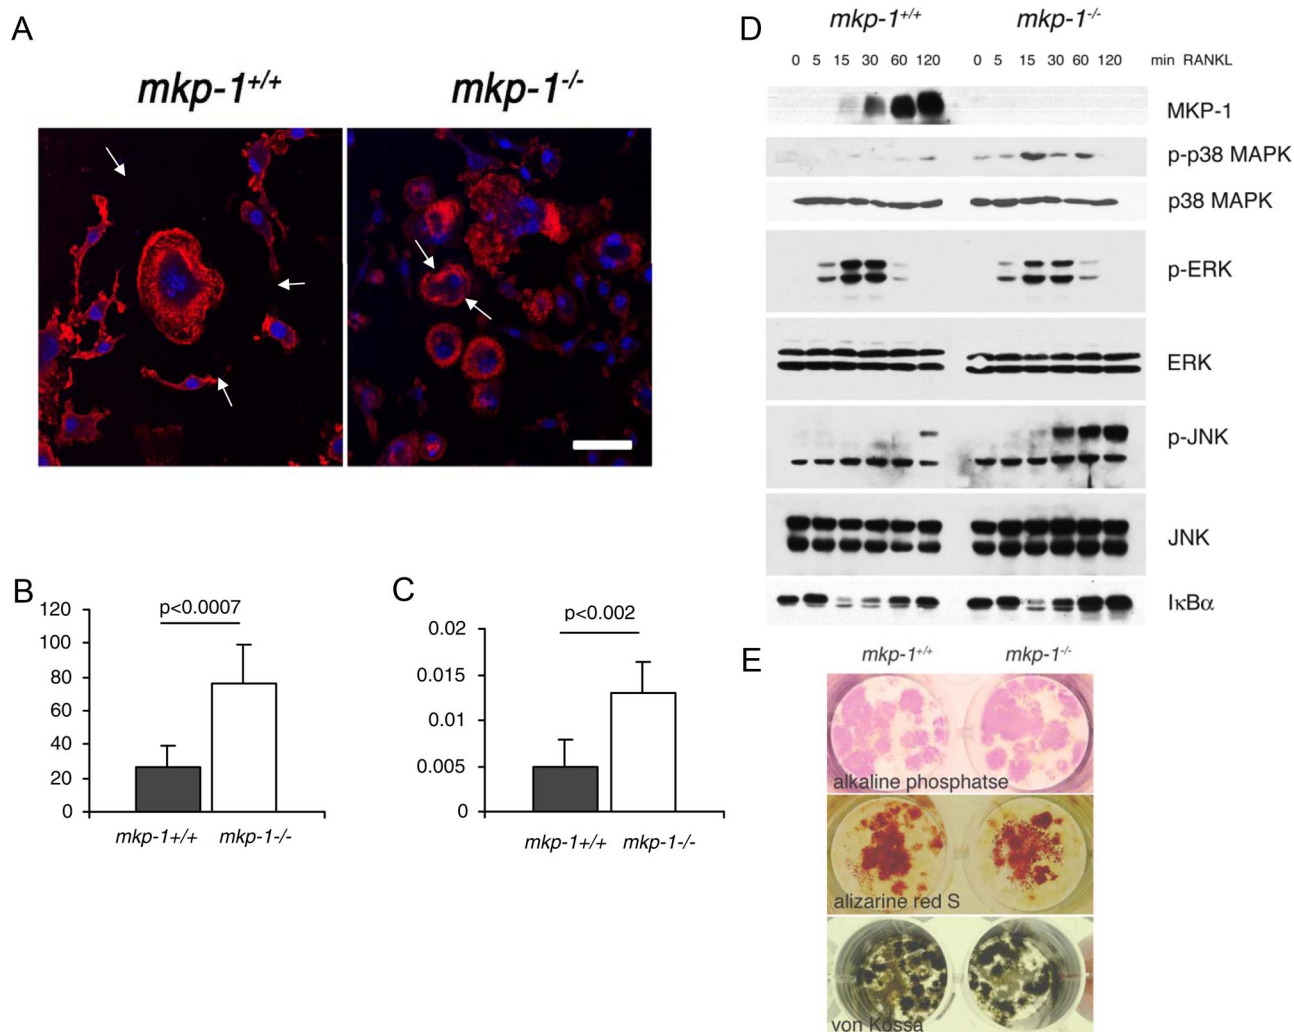 A
mkp-1+/+
mkp-1-/-
B
120
100
80
60
40
20
0
p<0.0007
mkp-1+/+
mkp-1-/-
C
0.02
0.015
0.01
0.005
0
p<0.002
mkp-1+/+
mkp-1-/-
D
mkp-1+/+
mkp-1-/-
0 5 15 30 60 120 0 5 15 30 60 120 min RANKL
MKP-1
p-p38 MAPK
p38 MAPK
p-ERK
ERK
p-JNK
JNK
IκBα
E
mkp-1+/+
mkp-1-/-
alkaline phosphatse
alizarine red S
von Kossa